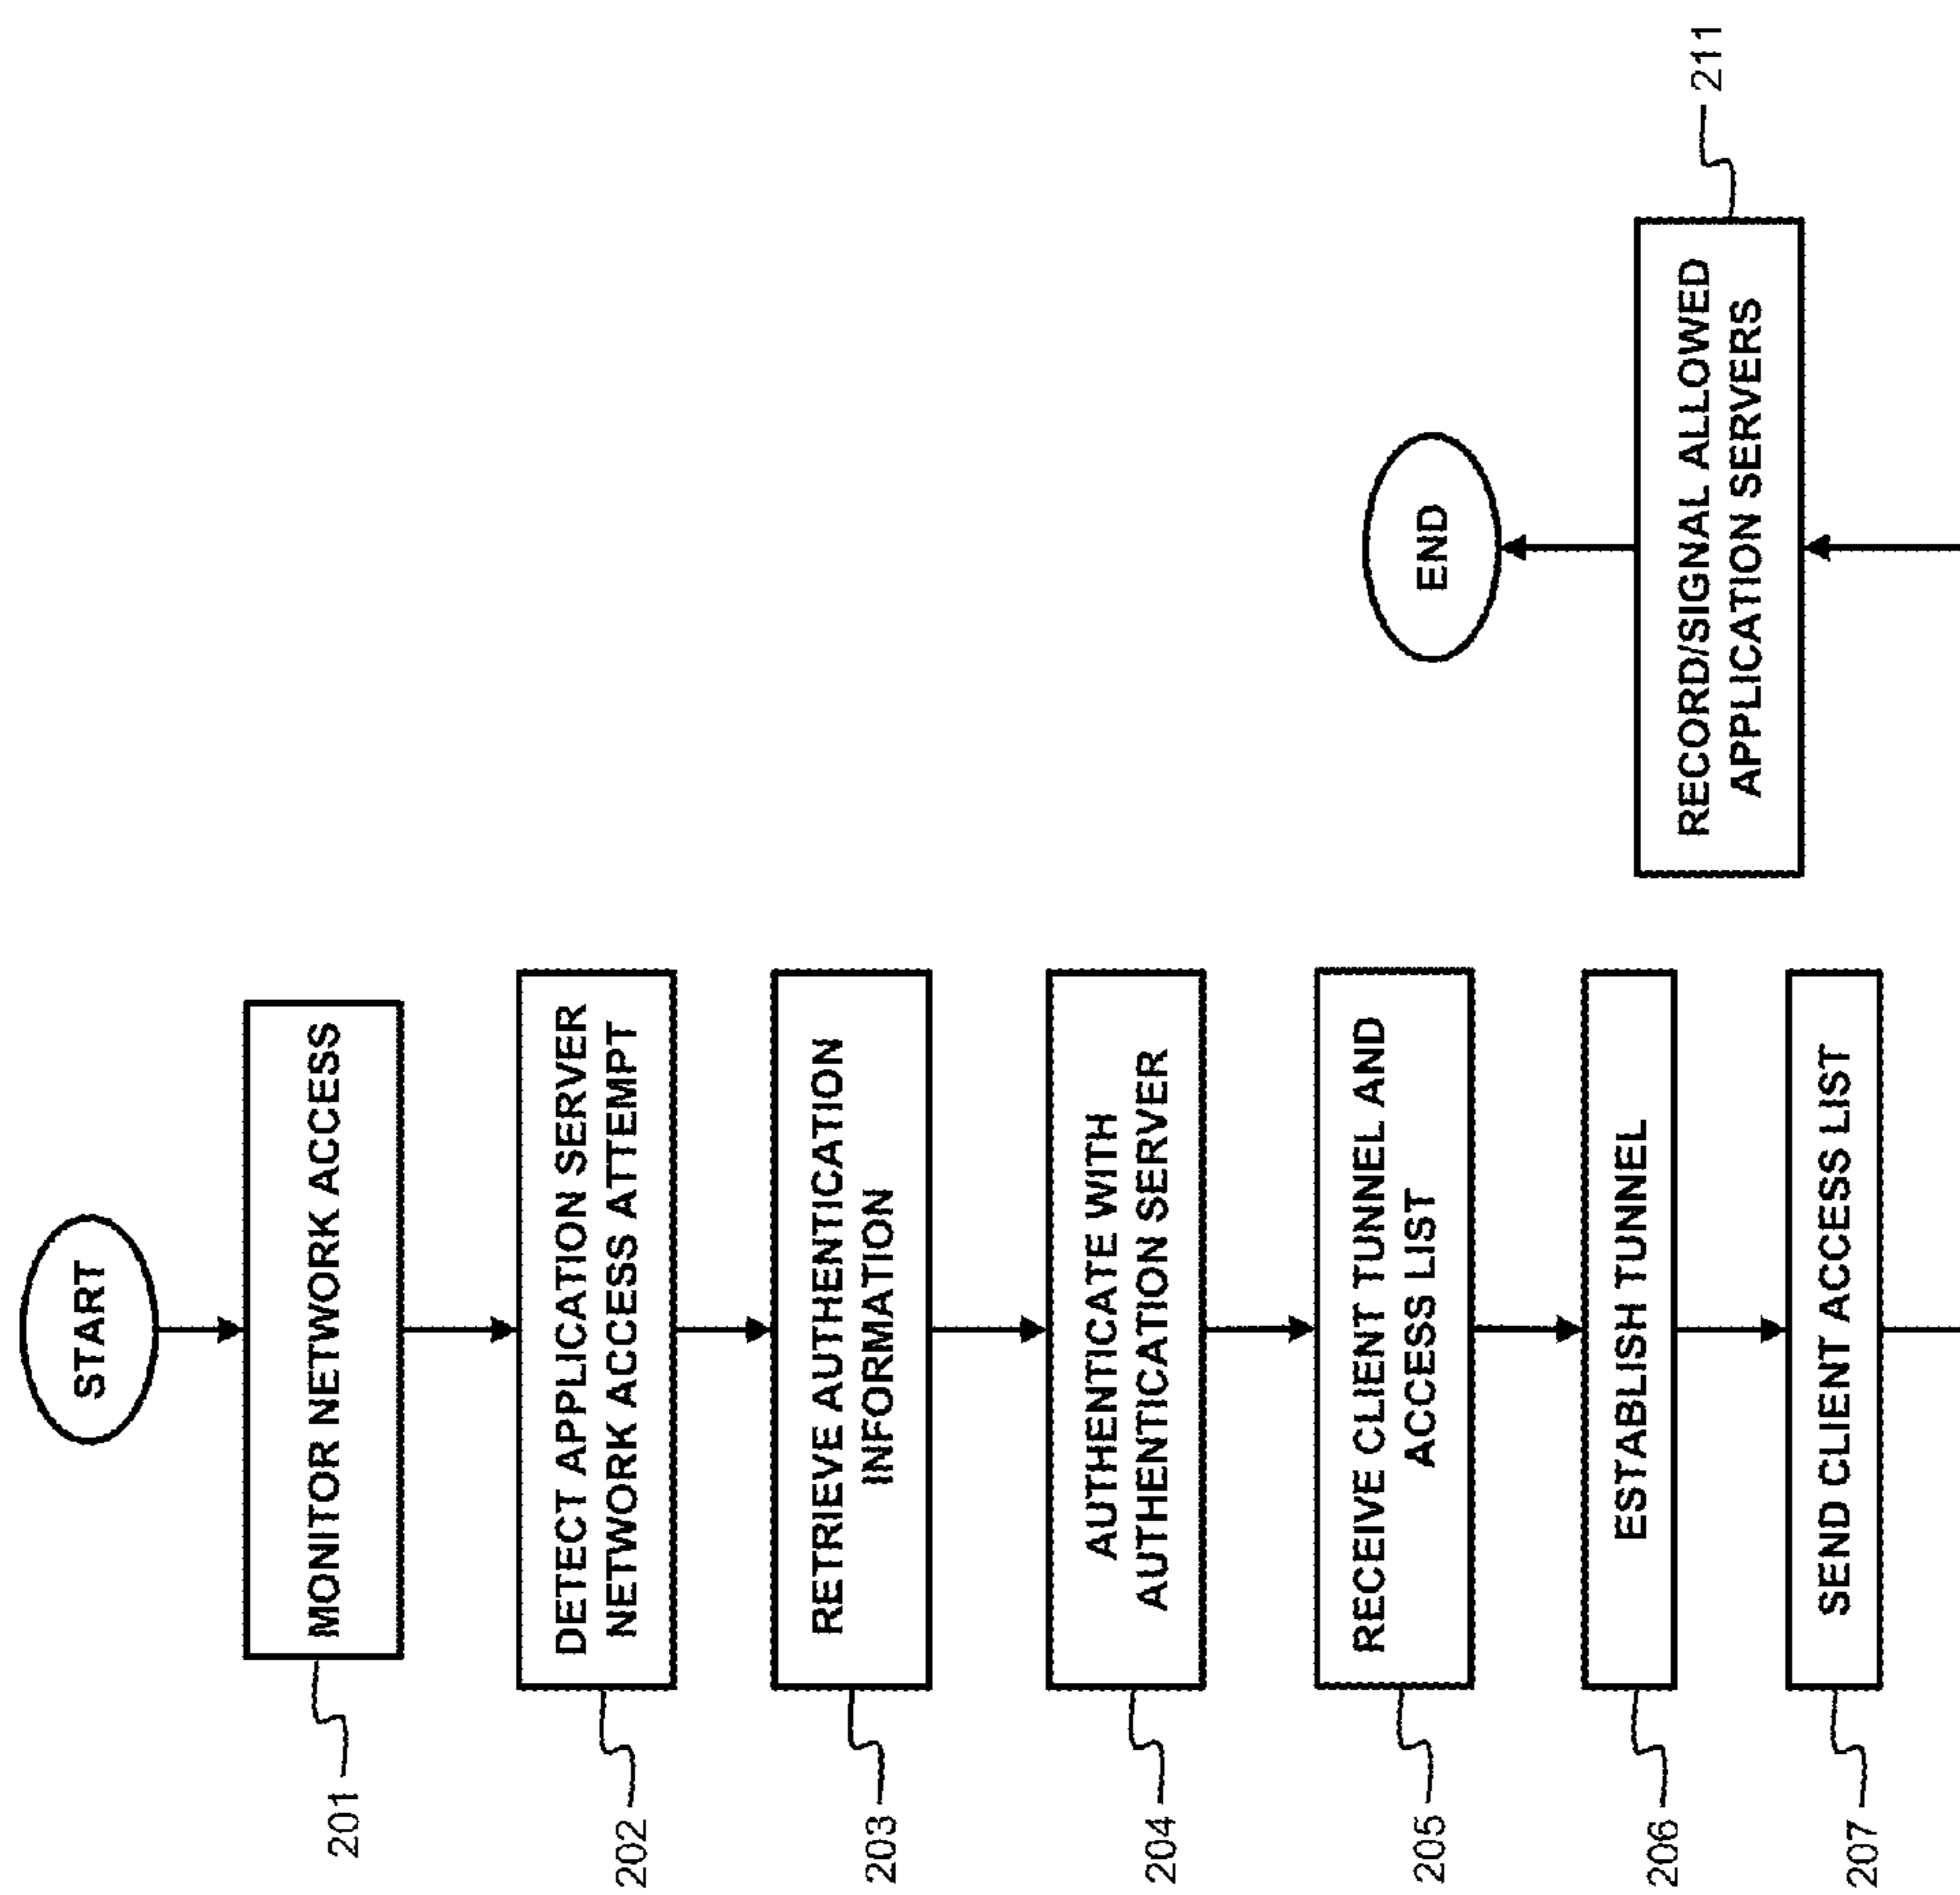 START
201
MONITOR NETWORK ACCESS
202
DETECT APPLICATION SERVER
NETWORK ACCESS ATTEMPT
203
RETRIEVE AUTHENTICATION
INFORMATION
204
AUTHENTICATE WITH
AUTHENTICATION SERVER
205
RECEIVE CLIENT TUNNEL AND
ACCESS LIST
206
ESTABLISH TUNNEL
207
SEND CLIENT ACCESS LIST
END
RECORD/SIGNAL ALLOWED
APPLICATION SERVERS
211